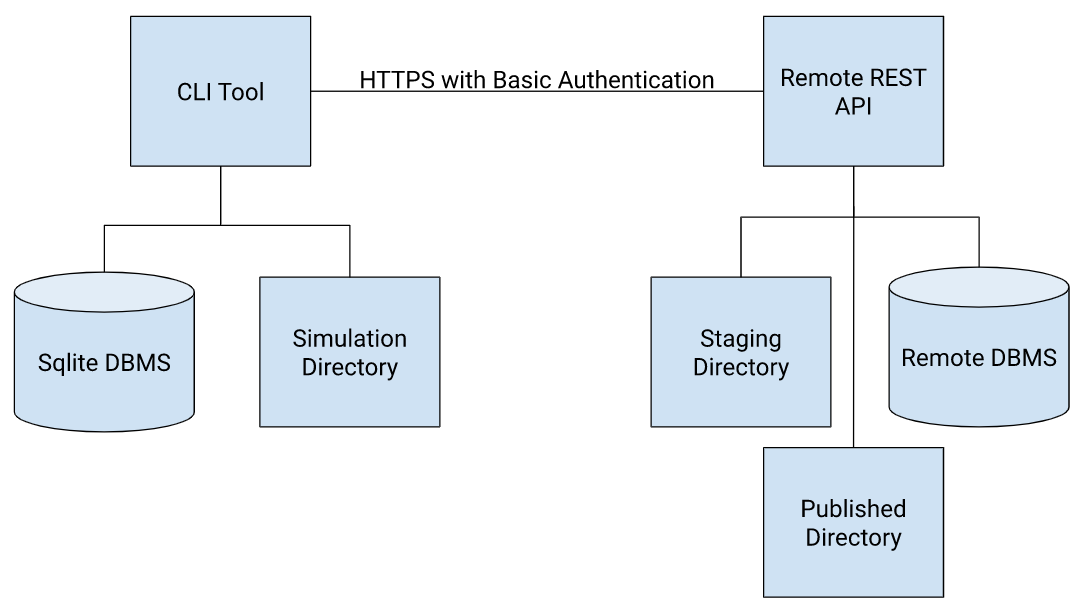 CLI Tool
HTTPS with Basic Authentication
Remote REST
API
Sqlite DBMS
Simulation
Directory
Staging
Directory
Remote DBMS
Published
Directory